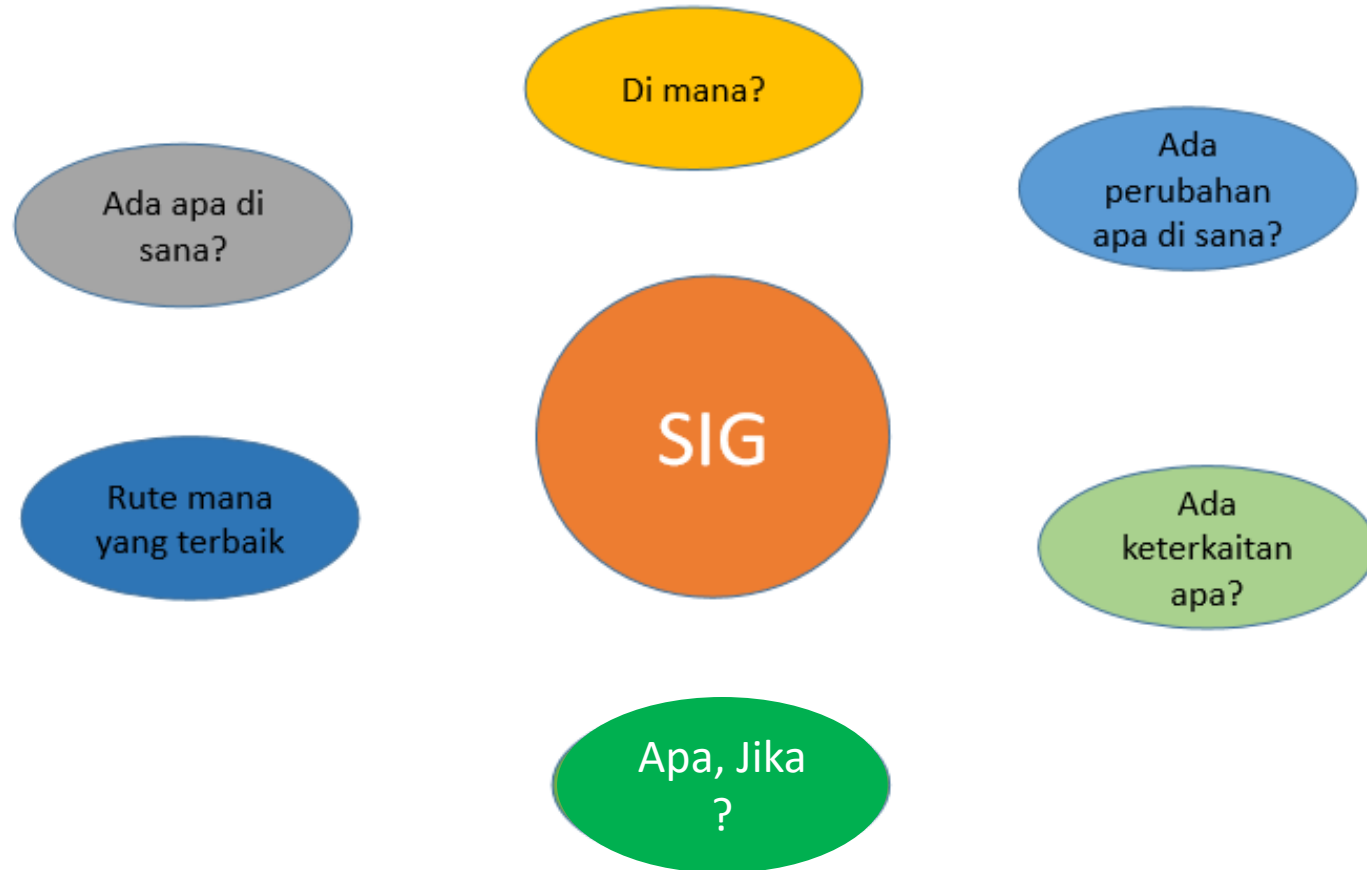 Di mana?
Ada
perubahan
apa di sana?
Ada apa di
sana?
SIG
Rute mana
yang terbaik
Ada
keterkaitan
apa?
Apa, Jika
?